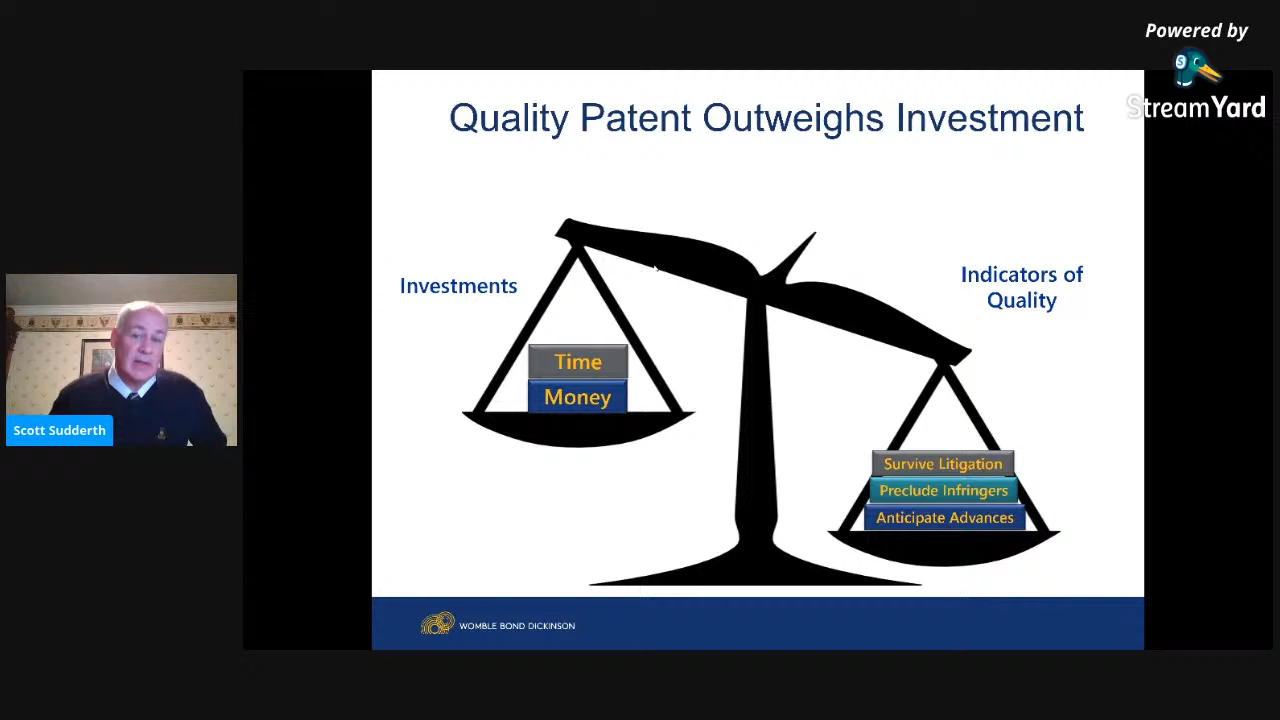 Powered by
StreamYard
Quality Patent Outweighs Investment
Investments
Indicators of
Quality
Time
Money
Survive Litigation
Preclude Infringers
Anticipate Advances
Scott Sudderth
WOMBLE BOND DICKINSON